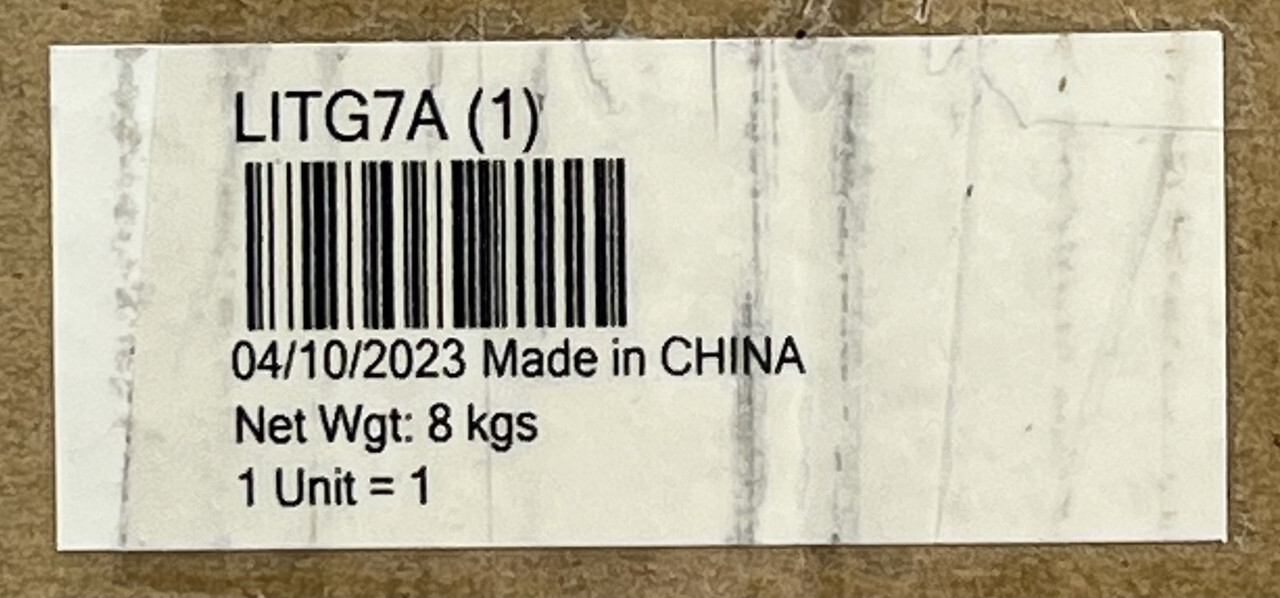 LITG7A (1)
04/10/2023 Made in CHINA
Net Wgt: 8 kgs
1 Unit = 1